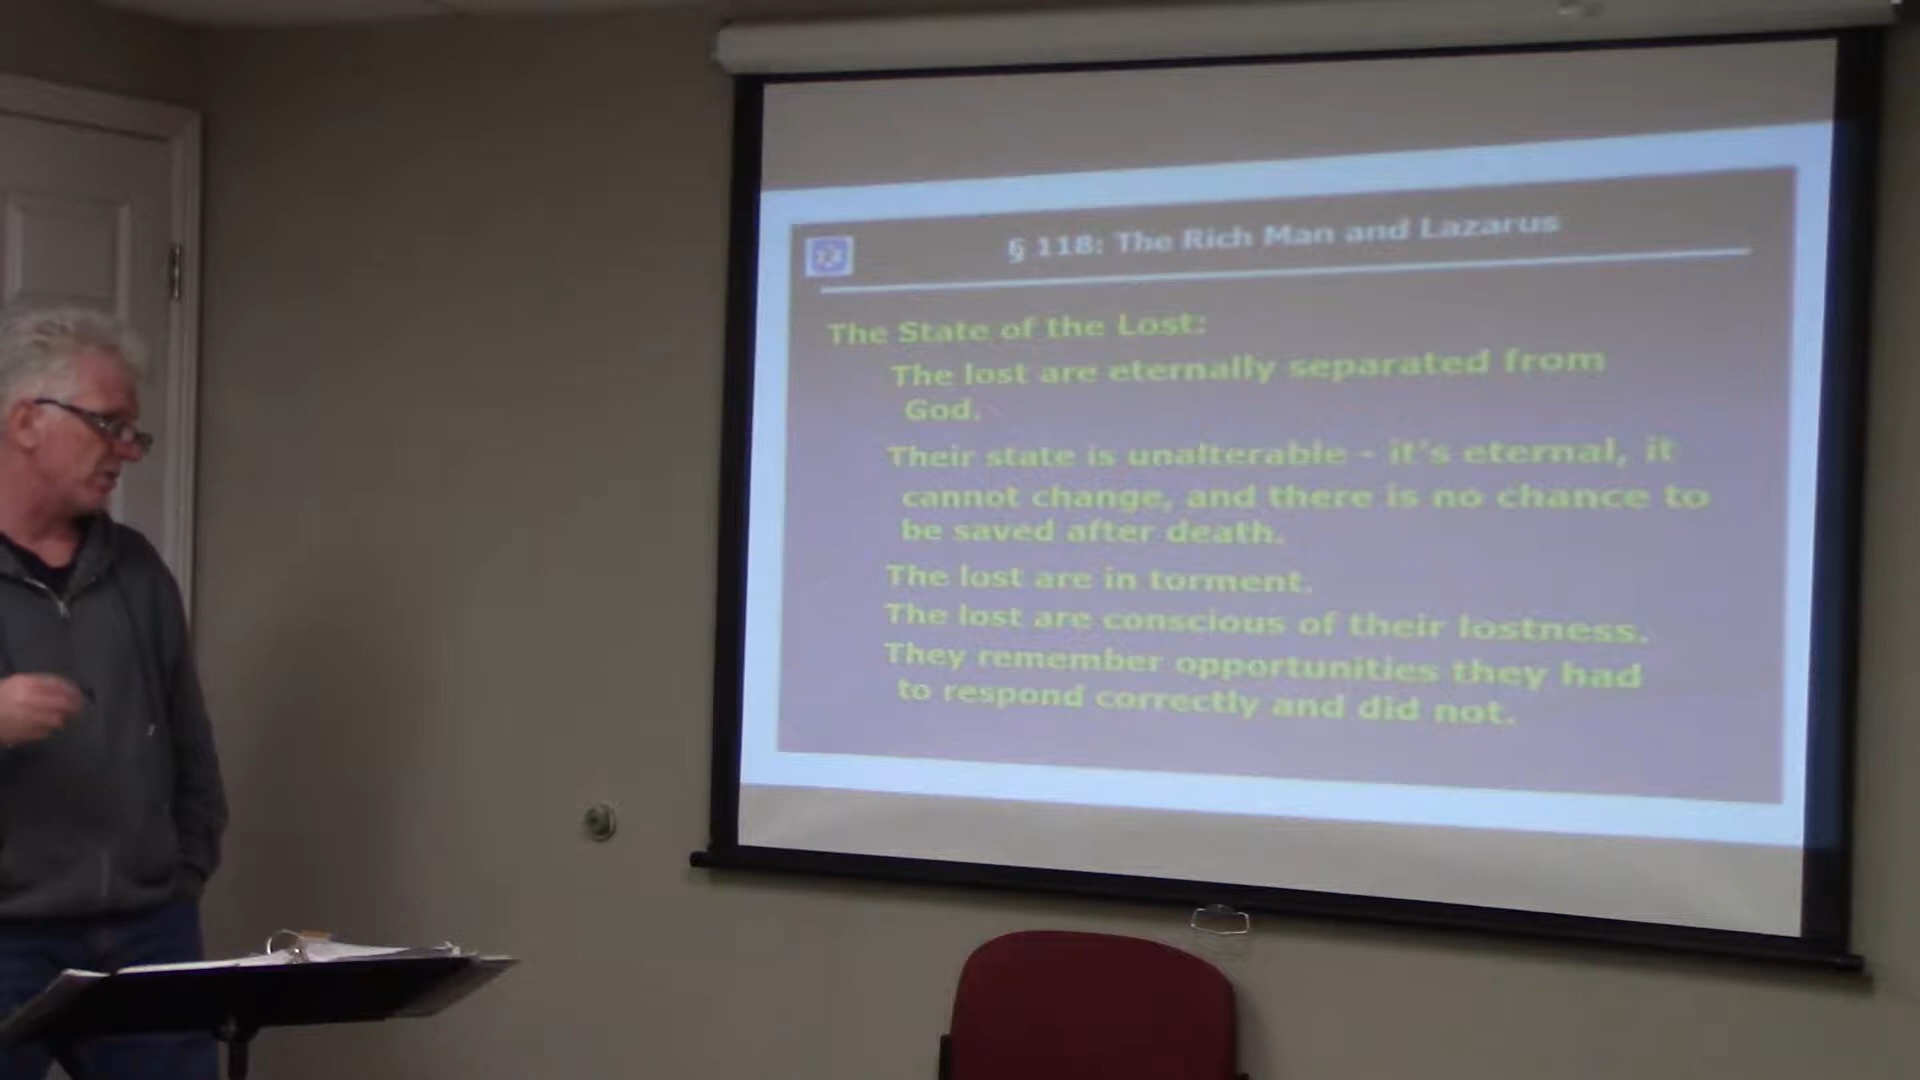 § 118: The Rich Man and Lazarus
The State of the Lost:
The lost are eternally separated from
God.
Their state is unalterable - it's eternal, it
cannot change, and there is no chance to
be saved after death.
The lost are in torment.
The lost are conscious of their lostness.
They remember opportunities they had
to respond correctly and did not.